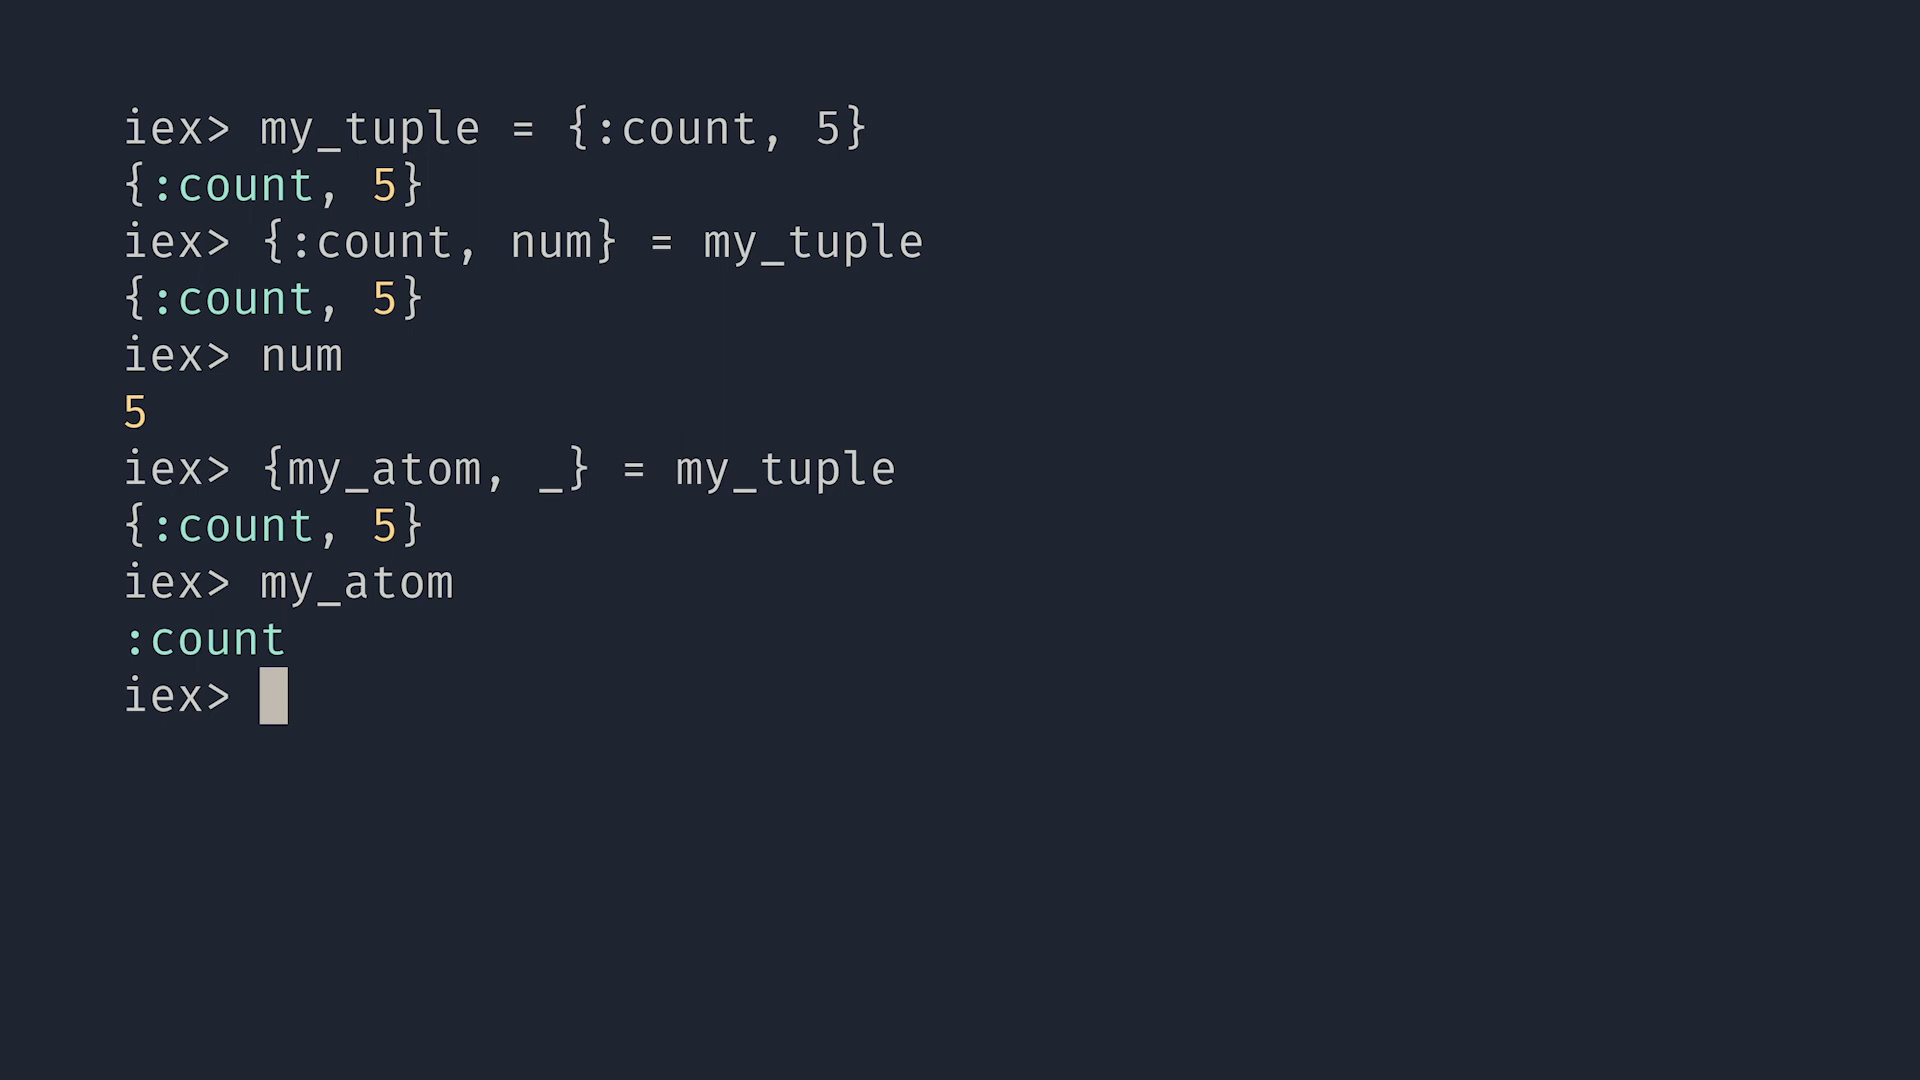 iex> my_tuple = {:count, 5}
{:count, 5}
iex> {:count, num} = my_tuple
{:count, 5}
iex> num
5
iex> {my_atom, _} = my_tuple
{:count, 5}
iex> my_atom
:count
iex>